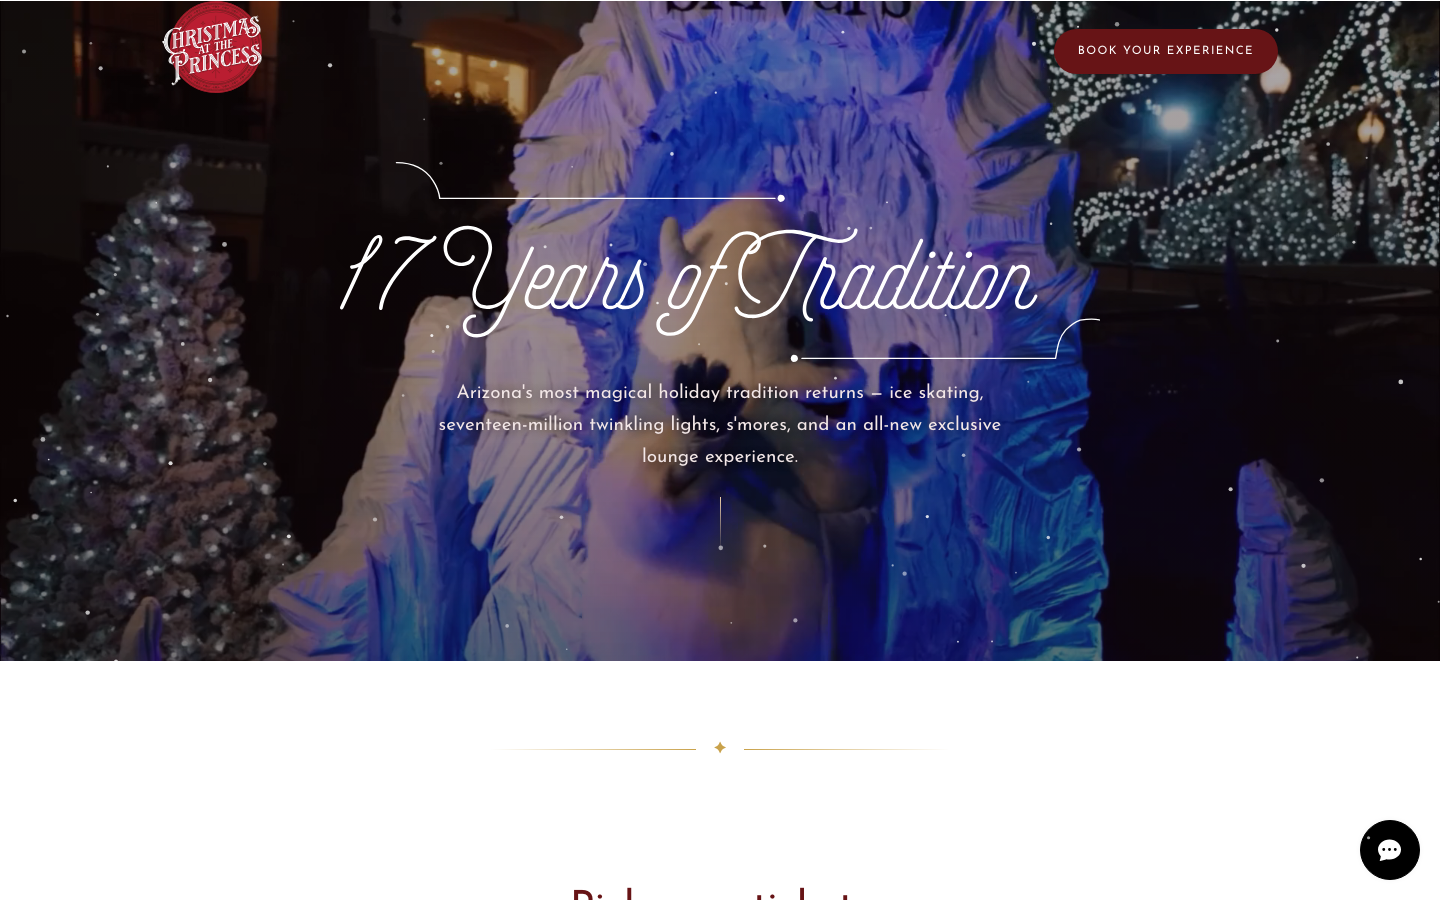 CHRISTMAS
AT THE
PRINCESS
BOOK YOUR EXPERIENCE
17 Years of Tradition
Arizona's most magical holiday tradition returns — ice skating,
seventeen-million twinkling lights, s'mores, and an all-new exclusive
lounge experience.